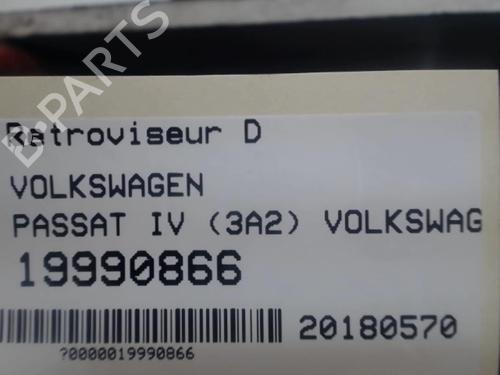 B-PARTS
Retroviseur D
VOLKSWAGEN
PASSAT IV (3A2) VOLKSWAG
19990866
20180570
?0000019990866